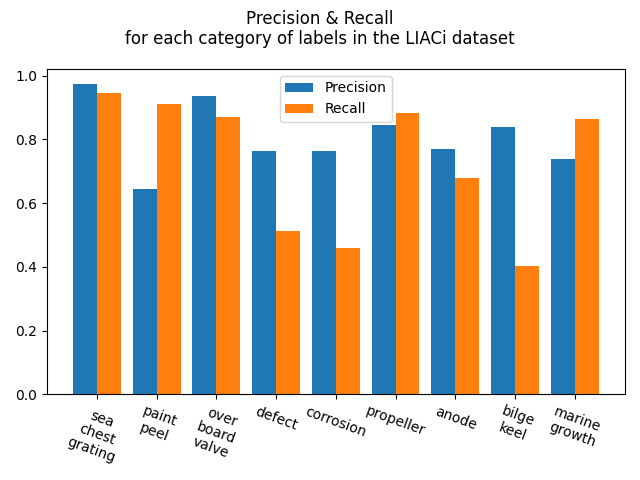 Precision & Recall
for each category of labels in the LIACi dataset
Precision
Recall
1.0
0.8
0.6
0.4
0.2
0.0
sea
chest
grating
paint
peel
over
board
valve
defect
corrosion
propeller
anode
bilge
keel
marine
growth